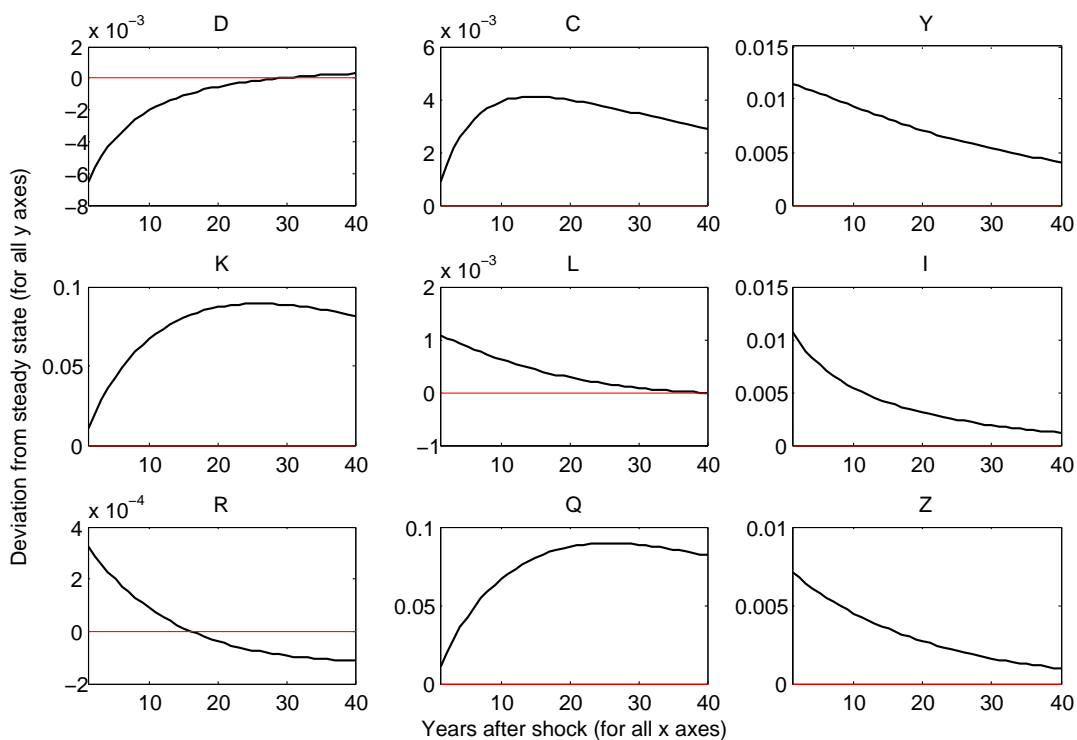 x 10⁻³
D
2
0
−2
−4
−6
−8
10 20 30 40
C
6
4
2
0
10 20 30 40
Y
0.015
0.01
0.005
0
10 20 30 40
K
0.1
0.05
0
10 20 30 40
x 10⁻³
L
2
1
0
−1
10 20 30 40
I
0.015
0.01
0.005
0
10 20 30 40
x 10⁻⁴
R
4
2
0
−2
10 20 30 40
Q
0.1
0.05
0
10 20 30 40
Z
0.01
0.005
0
10 20 30 40
x 10⁻³
Deviation from steady state (for all y axes)
Years after shock (for all x axes)